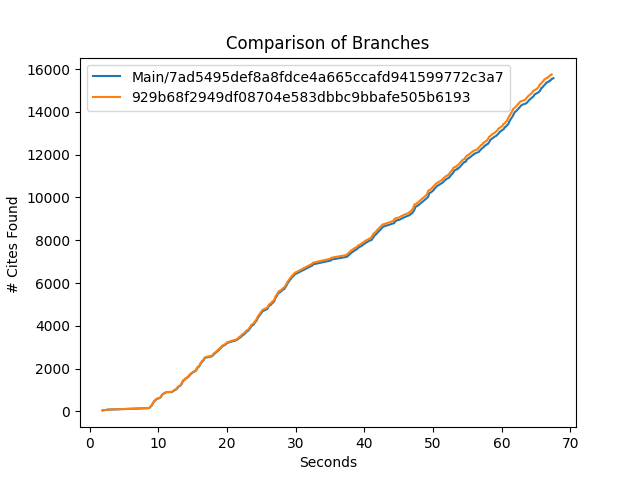 Comparison of Branches
Main/7ad5495def8a8fdce4a665ccafd941599772c3a7
929b68f2949df08704e583dbbc9bbafe505b6193
16000
14000
12000
10000
8000
6000
4000
2000
0
# Cites Found
0 10 20 30 40 50 60 70
Seconds